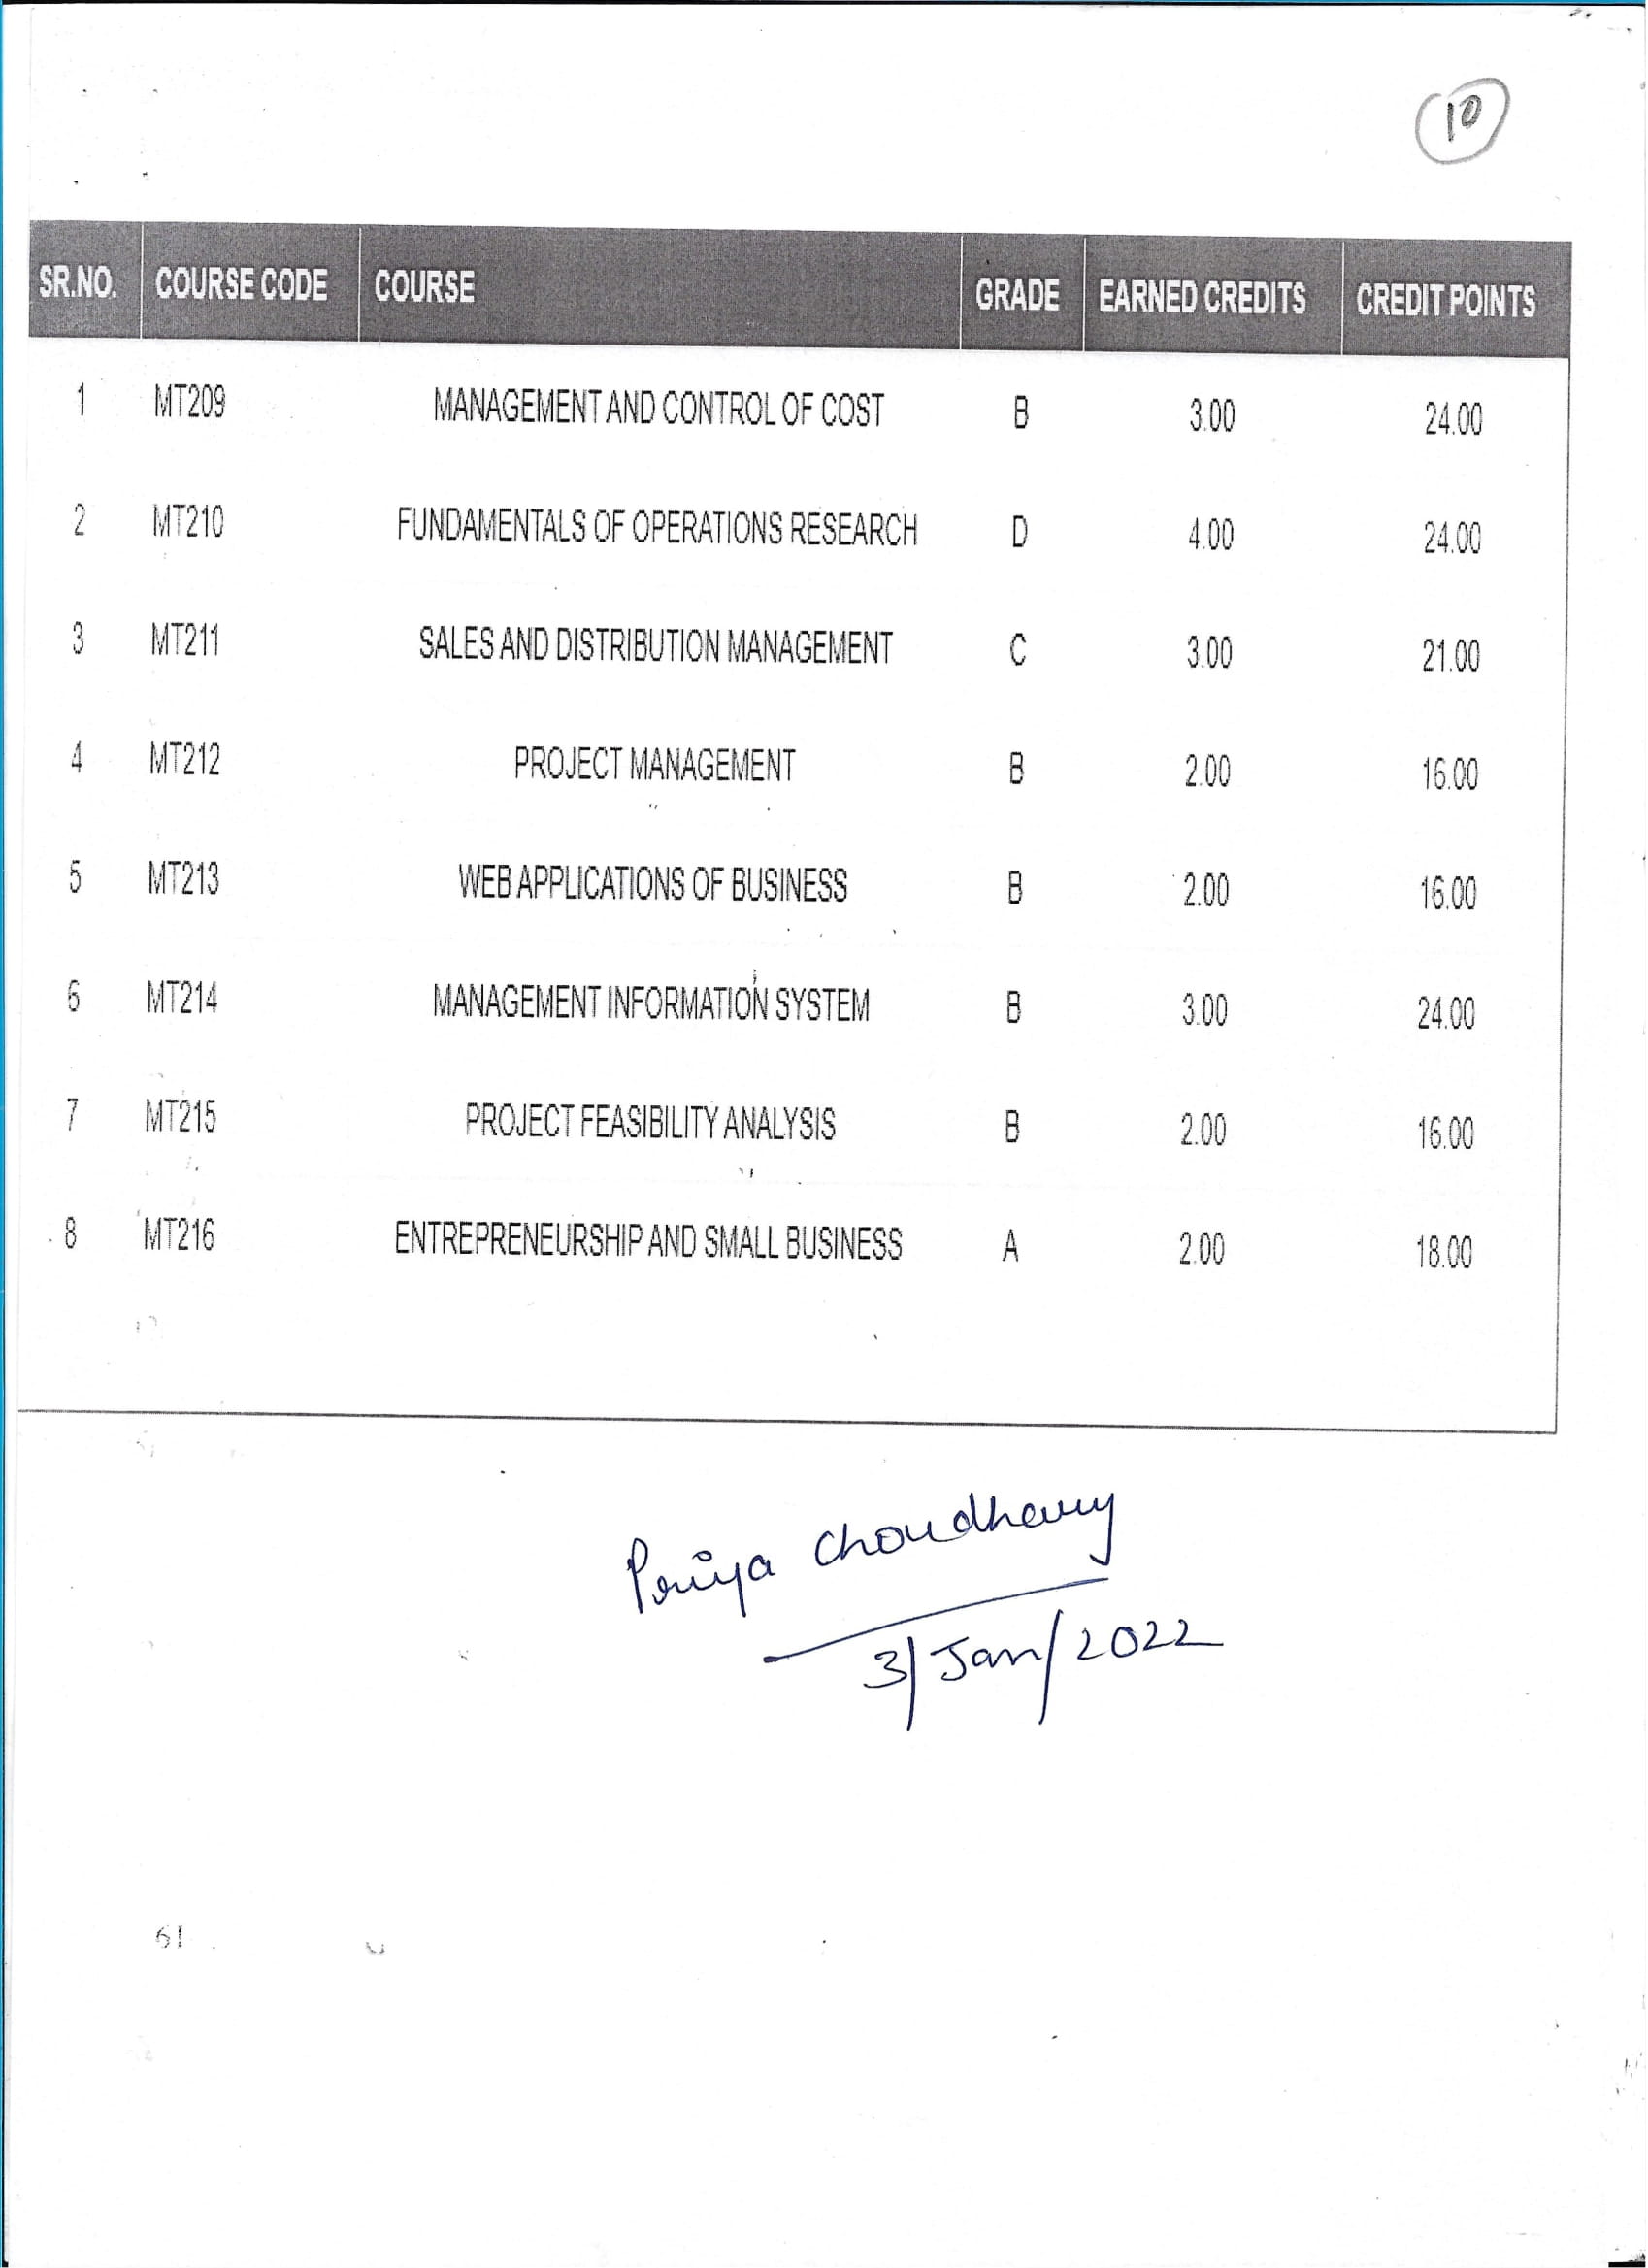 10
SR.NO. COURSE CODE COURSE GRADE EARNED CREDITS CREDIT POINTS
1 MT209 MANAGEMENT AND CONTROL OF COST B 3.00 24.00
2 MT210 FUNDAMENTALS OF OPERATIONS RESEARCH D 4.00 24.00
3 MT211 SALES AND DISTRIBUTION MANAGEMENT C 3.00 21.00
4 MT212 PROJECT MANAGEMENT B 2.00 16.00
5 MT213 WEB APPLICATIONS OF BUSINESS B 2.00 16.00
6 MT214 MANAGEMENT INFORMATION SYSTEM B 3.00 24.00
7 MT215 PROJECT FEASIBILITY ANALYSIS B 2.00 16.00
8 MT216 ENTREPRENEURSHIP AND SMALL BUSINESS A 2.00 18.00
Priya Choudhary
3/Jan/2022